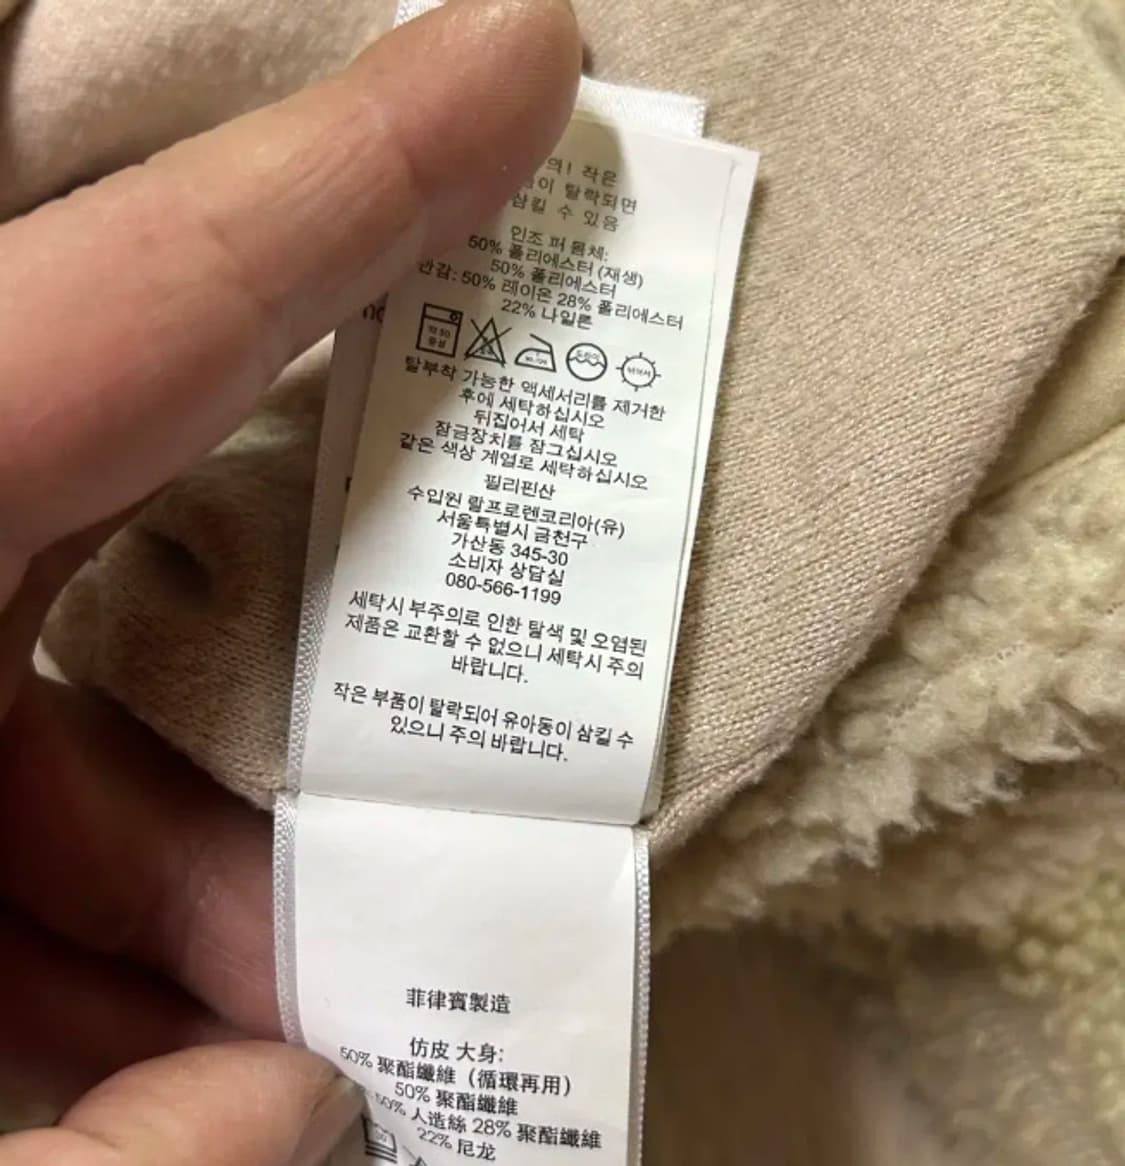 작은
이 탈락되면
삼킬 수 있음
인조 퍼 몸체:
50% 폴리에스터 (재생)
50% 폴리에스터
안감: 50% 레이온 28% 폴리에스터
22% 나일론
탈부착 가능한 액세서리를 제거한
후에 세탁하십시오
뒤집어서 세탁
잠금장치를 잠그십시오
같은 색상 계열로 세탁하십시오
필리핀산
수입원 랄프로렌코리아(유)
서울특별시 금천구
가산동 345-30
소비자 상담실
080-566-1199
세탁시 부주의로 인한 탈색 및 오염된
제품은 교환할 수 없으니 세탁시 주의
바랍니다.
작은 부품이 탈락되어 유아동이 삼킬 수
있으니 주의 바랍니다.
菲律賓製造
仿皮 大身:
50% 聚酯纖維 (循環再用)
50% 聚酯纖維
50% 人造絲 28% 聚酯纖維
22% 尼龙